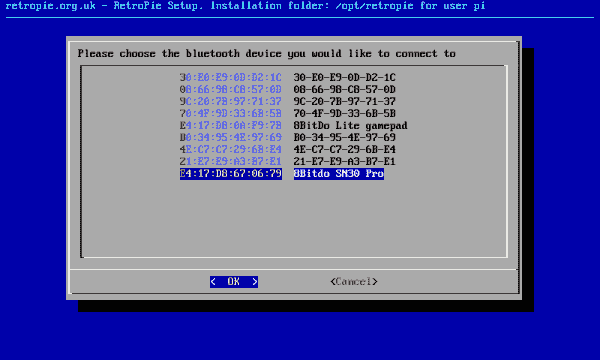 retropie.org.uk - RetroPie Setup. Installation folder: /opt/retropie for user pi
Please choose the bluetooth device you would like to connect to
30:E0:E9:0D:D2:1C 30-E0-E9-0D-D2-1C
08:66:98:C8:57:0D 08-66-98-C8-57-0D
9C:20:7B:97:71:37 9C-20-7B-97-71-37
70:4F:9D:33:6B:5B 70-4F-9D-33-6B-5B
E4:17:D8:0A:F9:7B 8BitDo Lite gamepad
B0:34:95:4E:97:69 B0-34-95-4E-97-69
4E:C7:C7:29:6B:E4 4E-C7-C7-29-6B-E4
21:E7:E9:A3:B7:E1 21-E7-E9-A3-B7-E1
E4:17:D8:67:06:79 8Bitdo SN30 Pro
< OK > <Cancel>